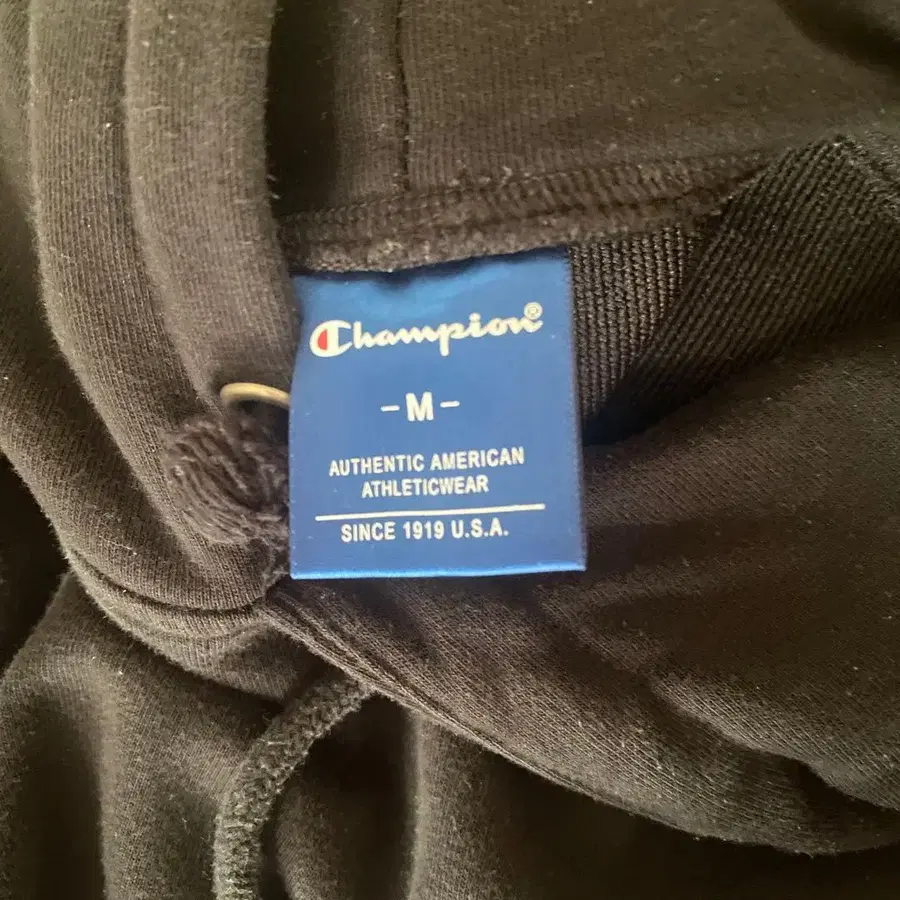 Champion®
-M-
AUTHENTIC AMERICAN
ATHLETICWEAR
SINCE 1919 U.S.A.